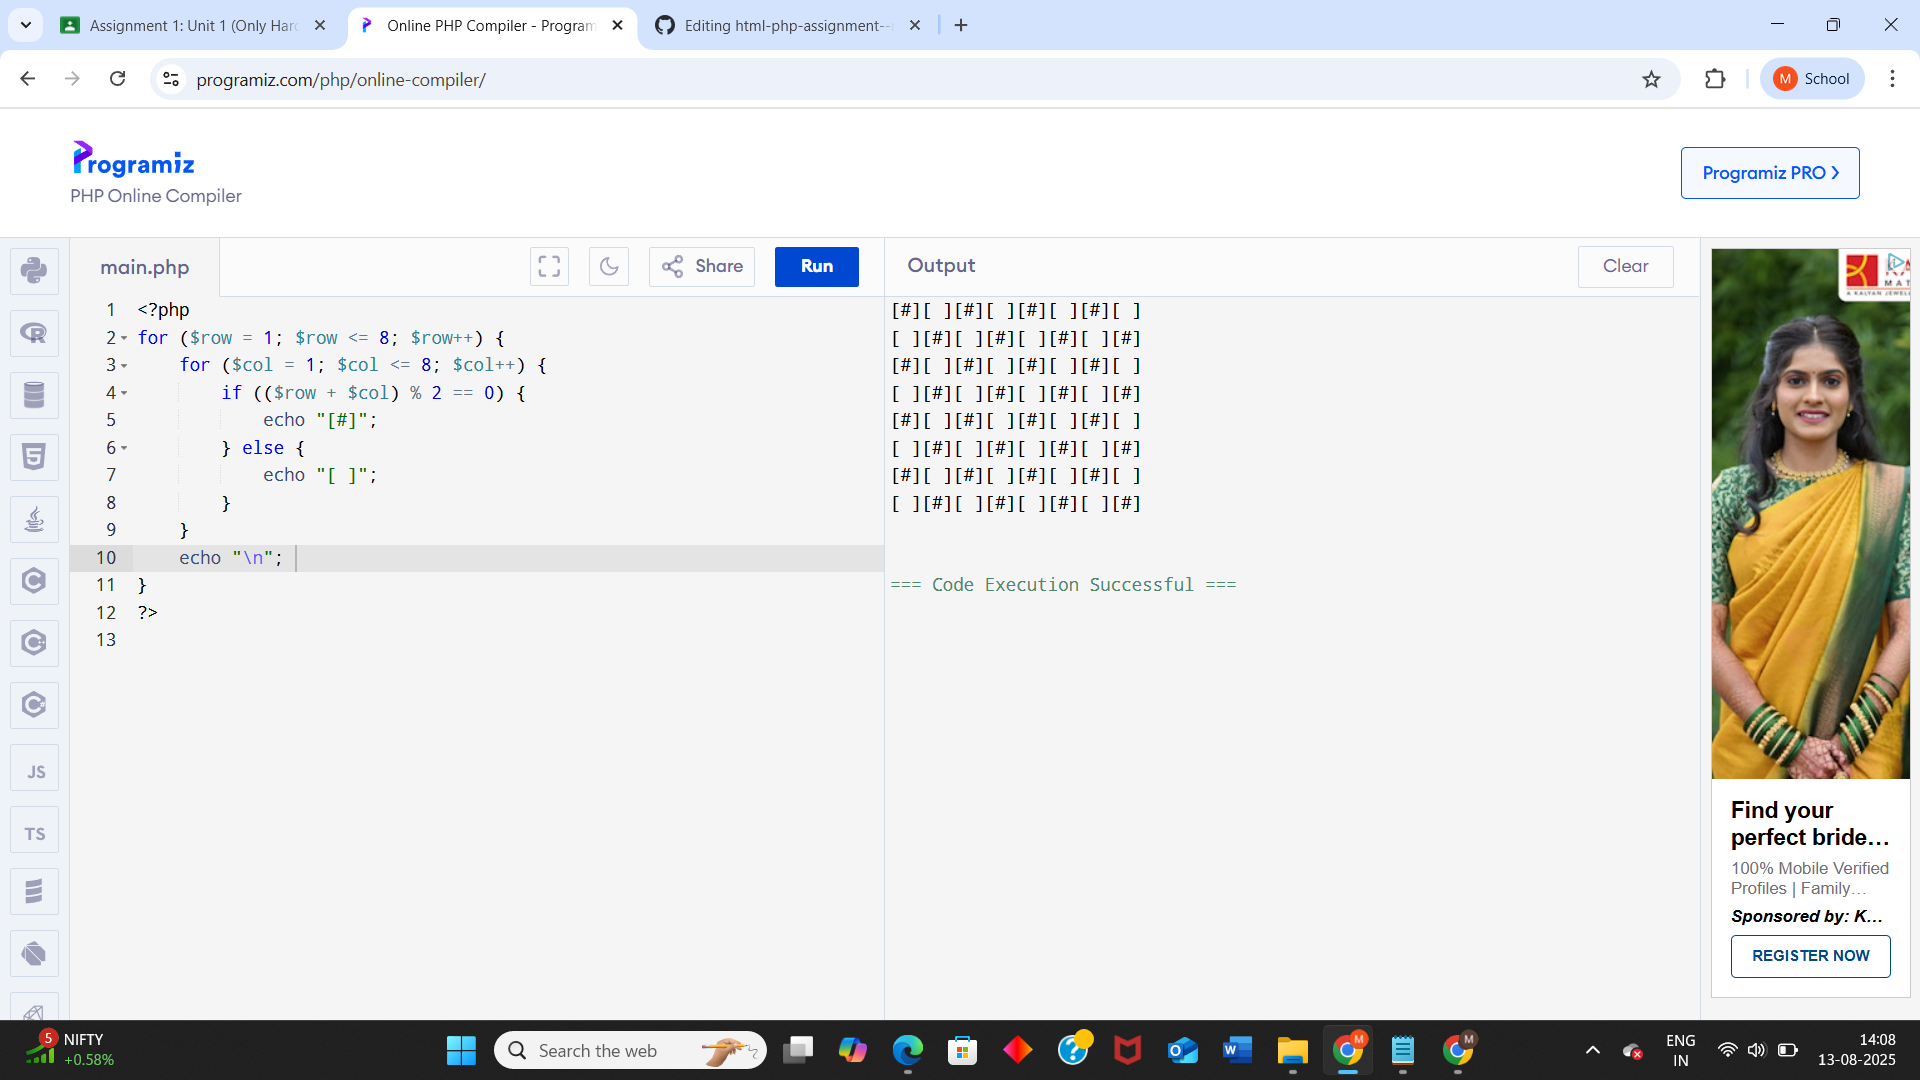 Assignment 1: Unit 1 (Only Hard
Online PHP Compiler - Program
Editing html-php-assignment--
programiz.com/php/online-compiler/
M School
Programiz
PHP Online Compiler
Programiz PRO ❯
main.php
Share
Run
Output
Clear
1 <?php
2 for ($row = 1; $row <= 8; $row++) {
3     for ($col = 1; $col <= 8; $col++) {
4         if (($row + $col) % 2 == 0) {
5             echo "[#]";
6         } else {
7             echo "[ ]";
8         }
9     }
10     echo "\n";
11 }
12 ?>
13
[#][ ][#][ ][#][ ][#][ ]
[ ][#][ ][#][ ][#][ ][#]
[#][ ][#][ ][#][ ][#][ ]
[ ][#][ ][#][ ][#][ ][#]
[#][ ][#][ ][#][ ][#][ ]
[ ][#][ ][#][ ][#][ ][#]
[#][ ][#][ ][#][ ][#][ ]
[ ][#][ ][#][ ][#][ ][#]
=== Code Execution Successful ===
JS
TS
Find your
perfect bride...
100% Mobile Verified
Profiles | Family...
Sponsored by: K...
REGISTER NOW
5
NIFTY
+0.58%
Search the web
ENG
IN
14:08
13-08-2025